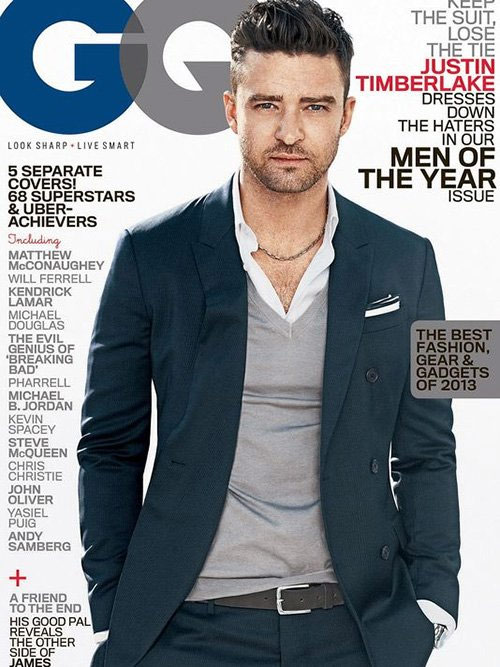 GQ
LOOK SHARP + LIVE SMART
KEEP
THE SUIT,
LOSE
THE TIE
JUSTIN
TIMBERLAKE
DRESSES
DOWN
THE HATERS
IN OUR
MEN OF
THE YEAR
ISSUE
5 SEPARATE
COVERS!
68 SUPERSTARS
& UBER-
ACHIEVERS
Including
MATTHEW
McCONAUGHEY
WILL FERRELL
KENDRICK
LAMAR
MICHAEL
DOUGLAS
THE EVIL
GENIUS OF
'BREAKING
BAD'
PHARRELL
MICHAEL
B. JORDAN
KEVIN
SPACEY
STEVE
McQUEEN
CHRIS
CHRISTIE
JOHN
OLIVER
YASIEL
PUIG
ANDY
SAMBERG
+
A FRIEND
TO THE END
HIS GOOD PAL
REVEALS
THE OTHER
SIDE OF
JAMES
THE BEST
FASHION,
GEAR &
GADGETS
OF 2013